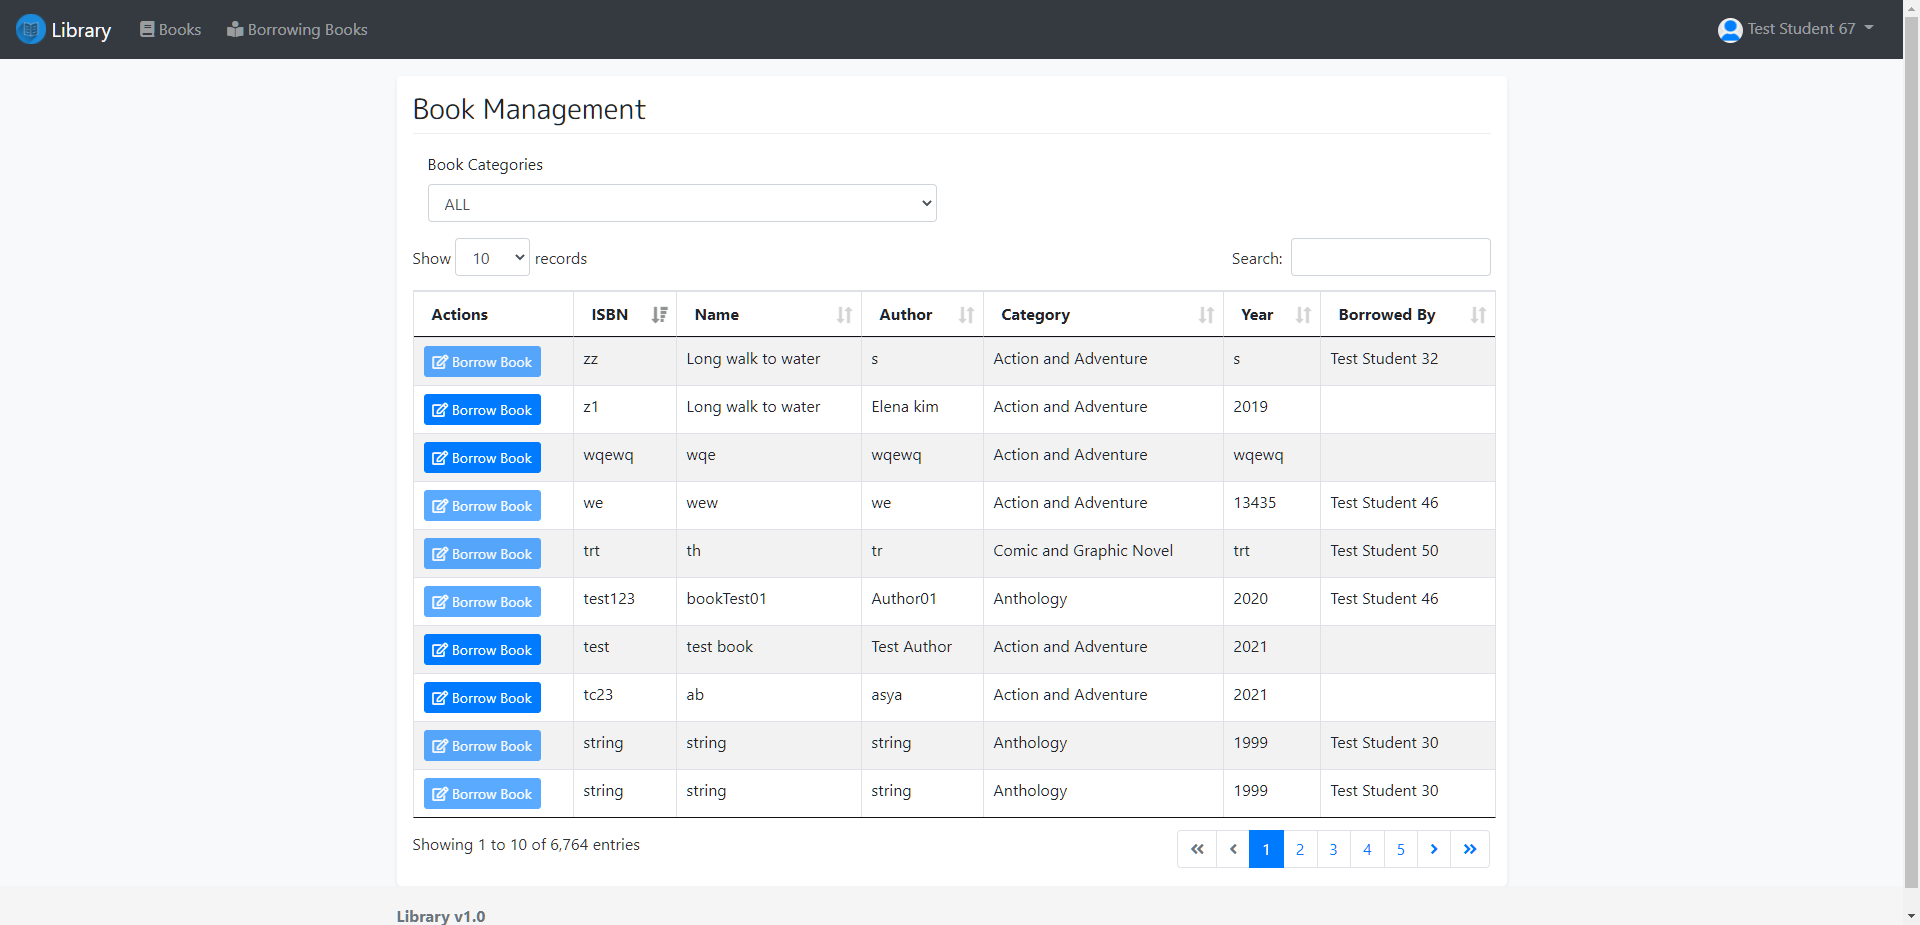 Library Books Borrowing Books Test Student 67
Book Management
Book Categories
ALL
Show 10 records Search:
Actions ISBN Name Author Category Year Borrowed By
Borrow Book zz Long walk to water s Action and Adventure s Test Student 32
Borrow Book z1 Long walk to water Elena kim Action and Adventure 2019
Borrow Book wqewq wqe wqewq Action and Adventure wqewq
Borrow Book we wew we Action and Adventure 13435 Test Student 46
Borrow Book trt th tr Comic and Graphic Novel trt Test Student 50
Borrow Book test123 bookTest01 Author01 Anthology 2020 Test Student 46
Borrow Book test test book Test Author Action and Adventure 2021
Borrow Book tc23 ab asya Action and Adventure 2021
Borrow Book string string string Anthology 1999 Test Student 30
Borrow Book string string string Anthology 1999 Test Student 30
Showing 1 to 10 of 6,764 entries « ‹ 1 2 3 4 5 › »
Library v1.0